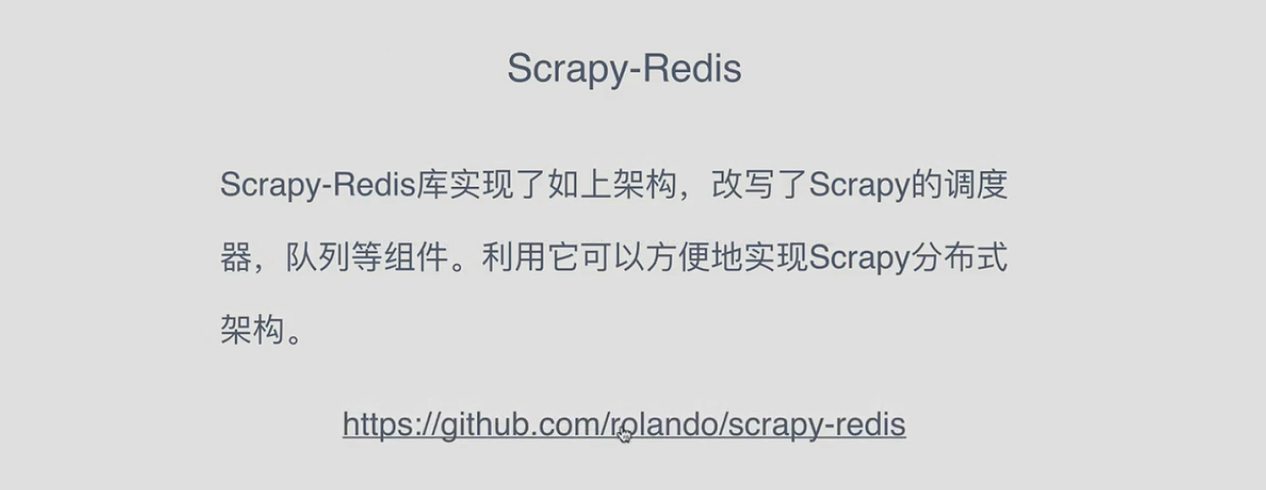 Scrapy-Redis
Scrapy-Redis库实现了如上架构，改写了Scrapy的调度
器，队列等组件。利用它可以方便地实现Scrapy分布式
架构。
https://github.com/rolando/scrapy-redis